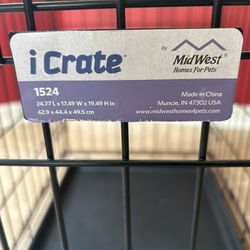 i Crate™
by MidWest®
Homes For Pets®
1524
24.77 L x 17.49 W x 19.49 H in
62.9 x 44.4 x 49.5 cm
Made in China
Muncie, IN 47302 USA
www.midwesthomes4pets.com